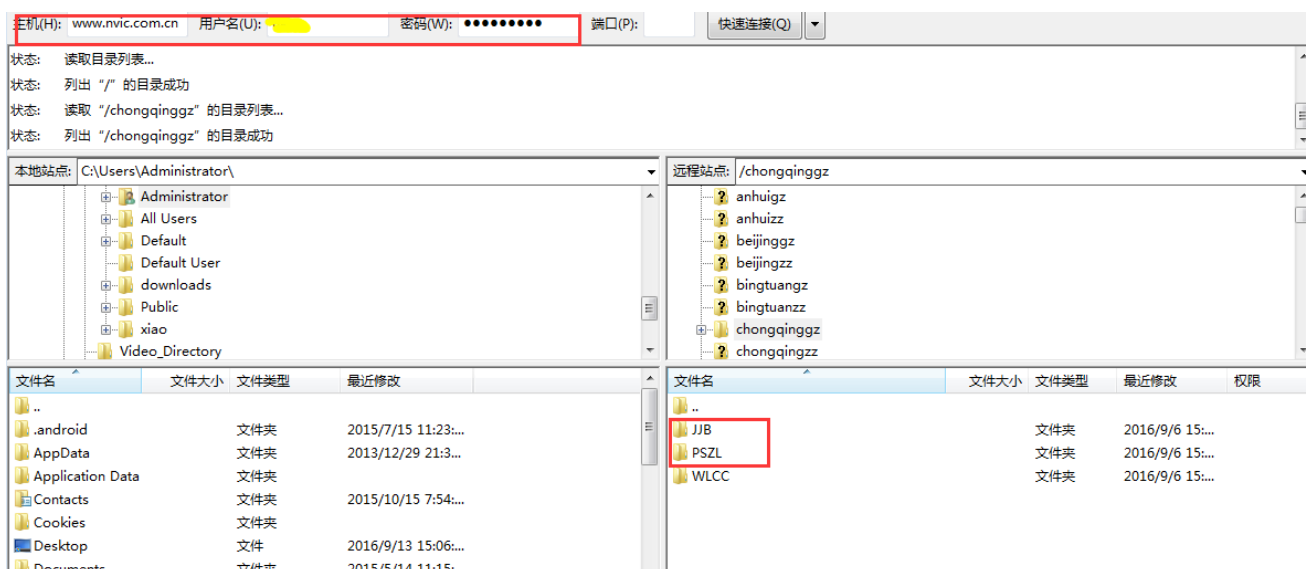 主机(H): www.nvic.com.cn 用户名(U): 密码(W): ●●●●●●●●● 端口(P): 快速连接(Q)
状态: 读取目录列表...
状态: 列出“/”的目录成功
状态: 读取“/chongqinggz”的目录列表...
状态: 列出“/chongqinggz”的目录成功
本地站点: C:\Users\Administrator\
Administrator
All Users
Default
Default User
downloads
Public
xiao
Video_Directory
远程站点: /chongqinggz
anhuigz
anhuizz
beijinggz
beijingzz
bingtuangz
bingtuanzz
chongqinggz
chongqingzz
文件名 文件大小 文件类型 最近修改
..
.android 文件夹 2015/7/15 11:23:...
AppData 文件夹 2013/12/29 21:3...
Application Data 文件夹
Contacts 文件夹 2015/10/15 7:54:...
Cookies 文件夹
Desktop 文件 2016/9/13 15:06:...
Documents 文件夹 2015/5/14 11:15:
文件名 文件大小 文件类型 最近修改 权限
..
JJB 文件夹 2016/9/6 15:...
PSZL 文件夹 2016/9/6 15:...
WLCC 文件夹 2016/9/6 15:...